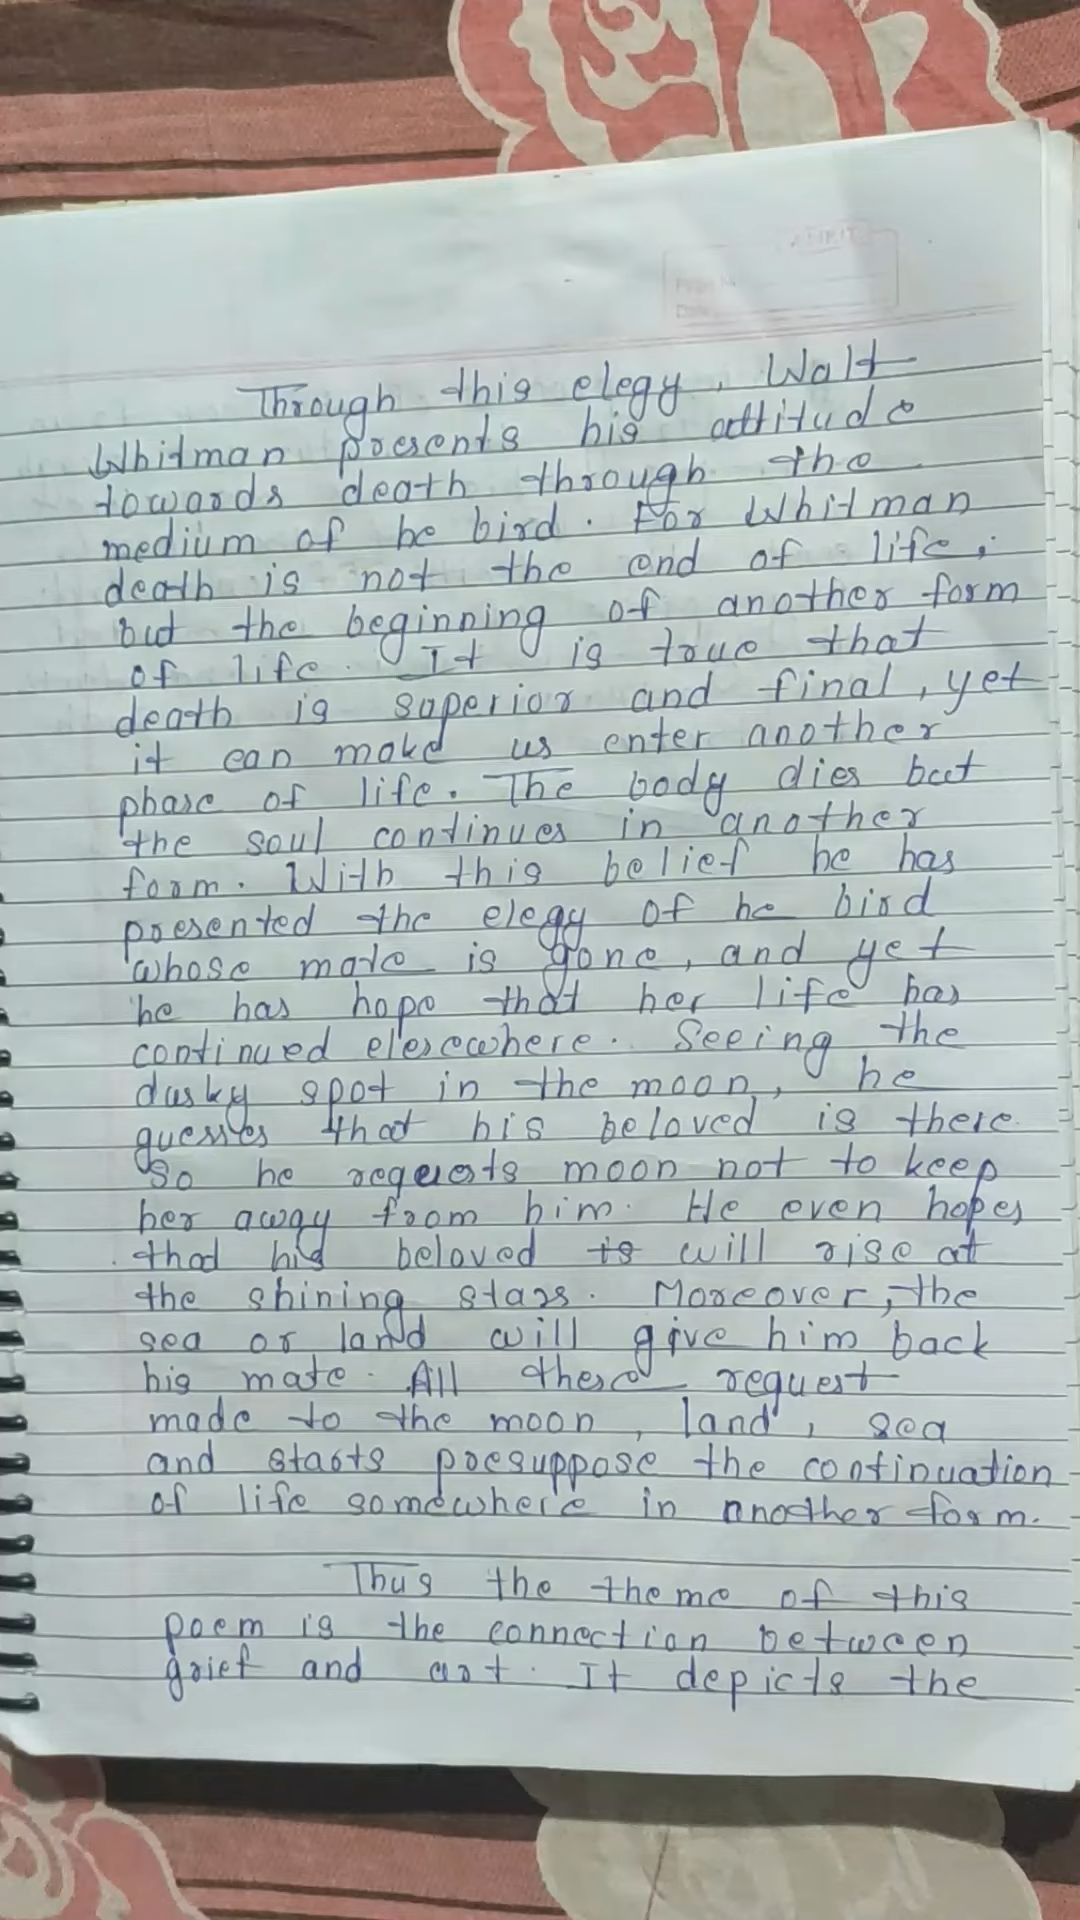 Through this elegy, Walt
Whitman presents his attitude
towards death through the
medium of he bird. For Whitman
death is not the end of life,
but the beginning of another form
of life. It is true that
death is superior and final, yet
it can make us enter another
phase of life. The body dies but
the soul continues in another
form. With this belief he has
presented the elegy of he bird
whose mate is gone, and yet
he has hope that her life has
continued elesewhere. Seeing the
dusky spot in the moon, he
guesses that his beloved is there.
So he requests moon not to keep
her away from him. He even hopes
that his beloved is will rise at
the shining stars. Moreover, the
sea or land will give him back
his mate. All these request
made to the moon, land, sea
and starts presuppose the continuation
of life somewhere in another form.
Thus the theme of this
poem is the connection between
grief and art. It depicts the